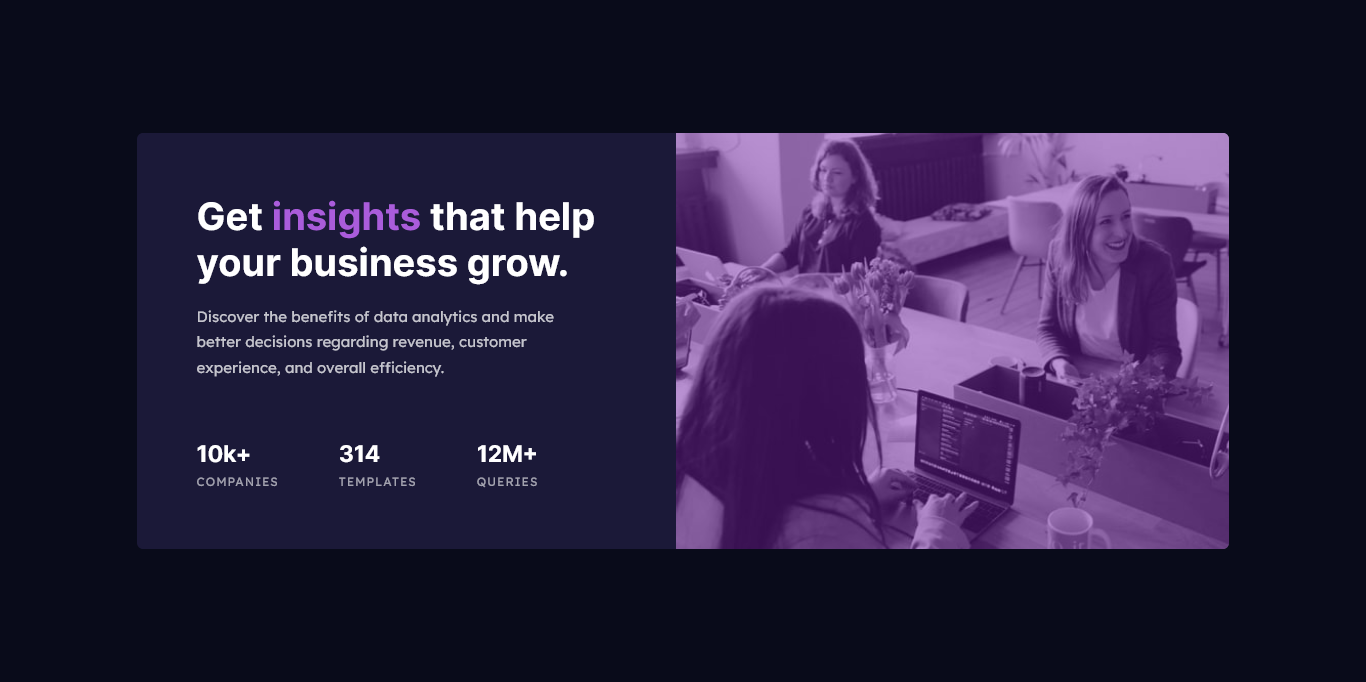 Get insights that help
your business grow.
Discover the benefits of data analytics and make
better decisions regarding revenue, customer
experience, and overall efficiency.
10k+ 314 12M+
COMPANIES TEMPLATES QUERIES